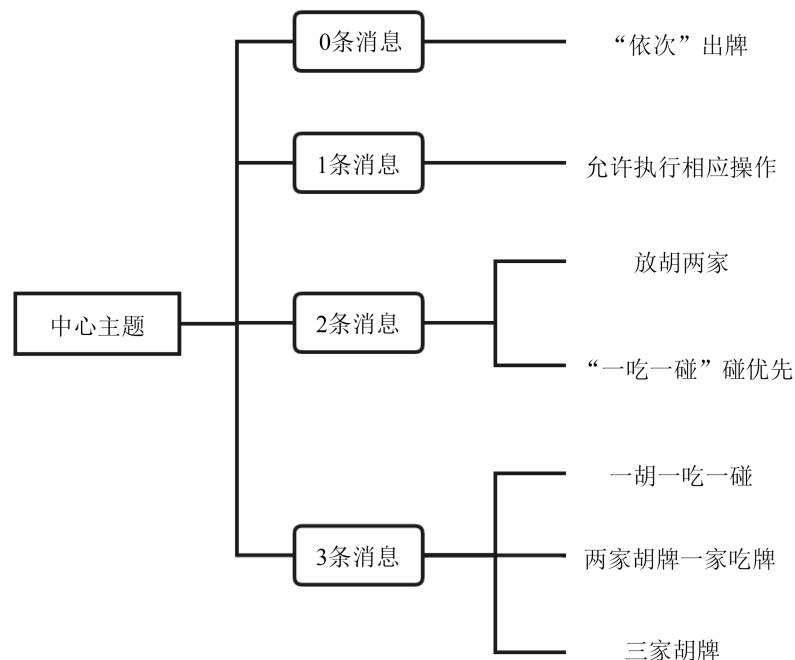 中心主题
0条消息
“依次”出牌
1条消息
允许执行相应操作
2条消息
放胡两家
“一吃一碰”碰优先
3条消息
一胡一吃一碰
两家胡牌一家吃牌
三家胡牌